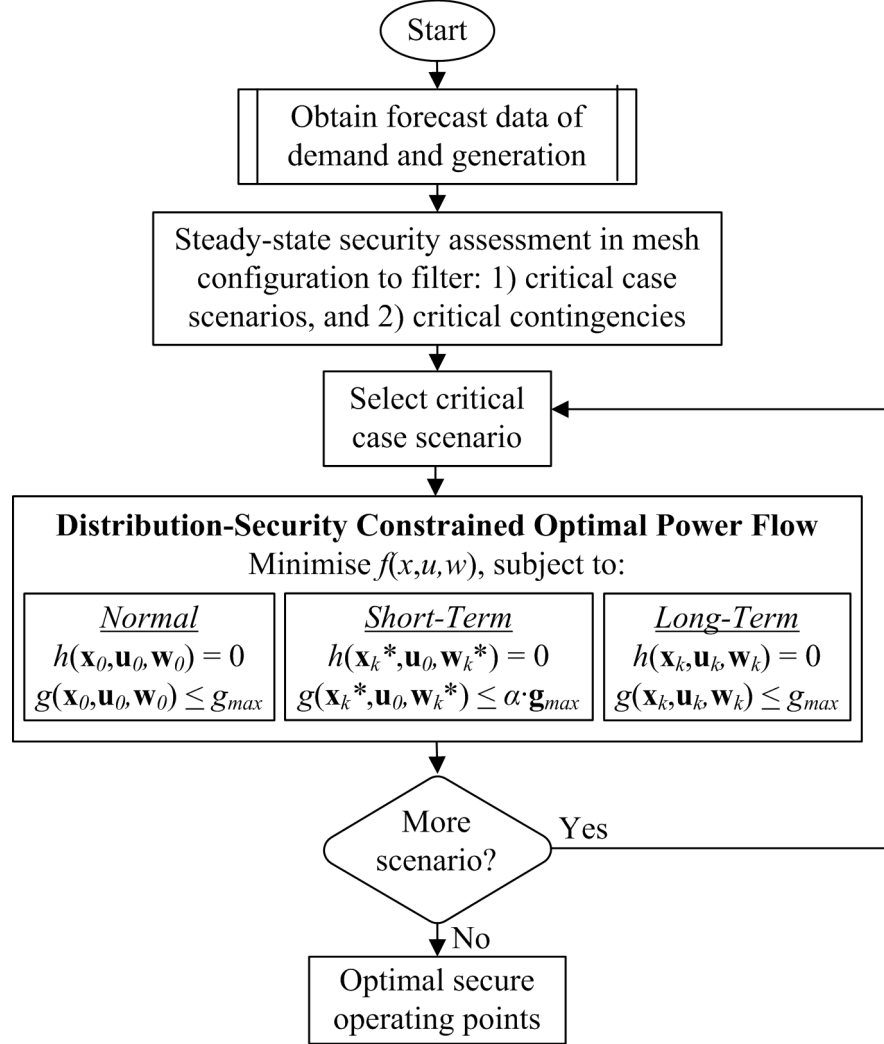 Start
Obtain forecast data of
demand and generation
Steady-state security assessment in mesh
configuration to filter: 1) critical case
scenarios, and 2) critical contingencies
Select critical
case scenario
Distribution-Security Constrained Optimal Power Flow
Minimise f(x,u,w), subject to:
Normal
h(x₀,u₀,w₀) = 0
g(x₀,u₀,w₀) ≤ gₘₐₓ
Short-Term
h(xₖ*,u₀,wₖ*) = 0
g(xₖ*,u₀,wₖ*) ≤ α·gₘₐₓ
Long-Term
h(xₖ,uₖ,wₖ) = 0
g(xₖ,uₖ,wₖ) ≤ gₘₐₓ
More
scenario?
Yes
No
Optimal secure
operating points